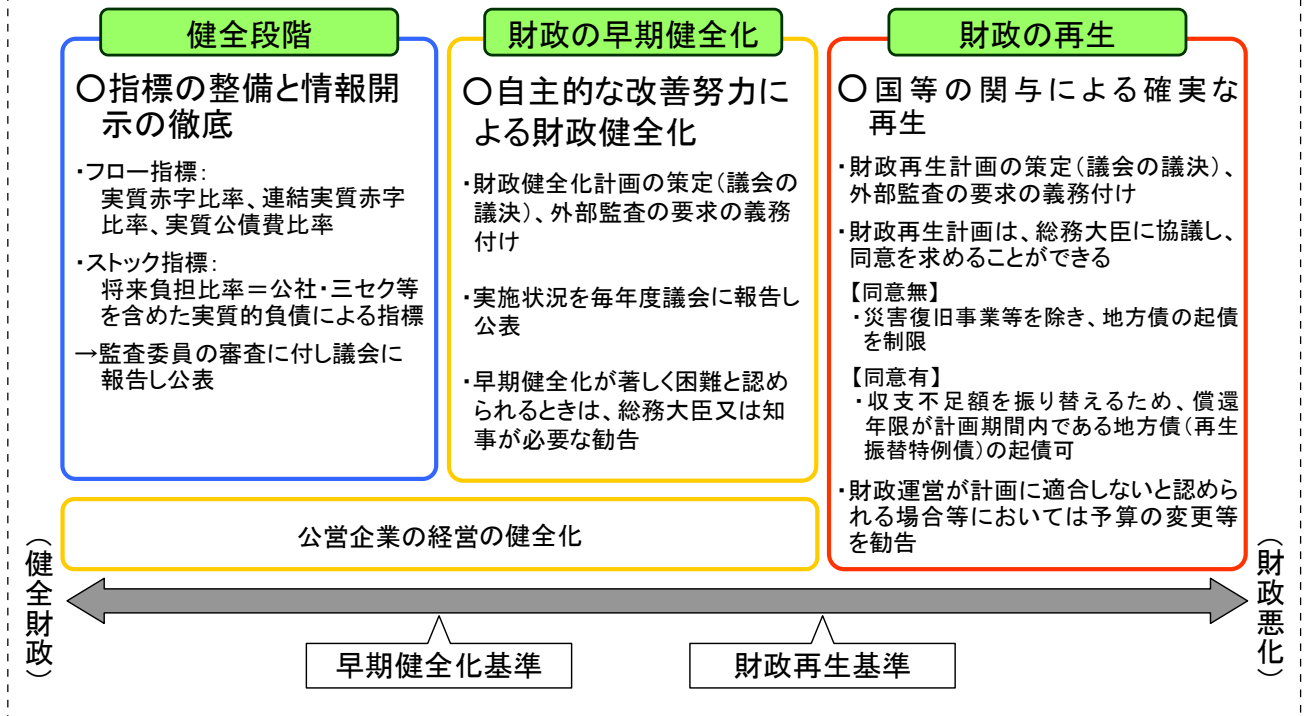 健全段階
〇指標の整備と情報開
示の徹底
・フロー指標：
実質赤字比率、連結実質赤字
比率、実質公債費比率
・ストック指標：
将来負担比率＝公社・三セク等
を含めた実質的負債による指標
→監査委員の審査に付し議会に
報告し公表
財政の早期健全化
〇自主的な改善努力に
よる財政健全化
・財政健全化計画の策定（議会の
議決）、外部監査の要求の義務
付け
・実施状況を毎年度議会に報告し
公表
・早期健全化が著しく困難と認め
られるときは、総務大臣又は知
事が必要な勧告
財政の再生
〇国等の関与による確実な
再生
・財政再生計画の策定（議会の議決）、
外部監査の要求の義務付け
・財政再生計画は、総務大臣に協議し、
同意を求めることができる
【同意無】
・災害復旧事業等を除き、地方債の起債
を制限
【同意有】
・収支不足額を振り替えるため、償還
年限が計画期間内である地方債（再生
振替特例債）の起債可
・財政運営が計画に適合しないと認めら
れる場合等においては予算の変更等
を勧告
公営企業の経営の健全化
（健全財政）
（財政悪化）
早期健全化基準
財政再生基準